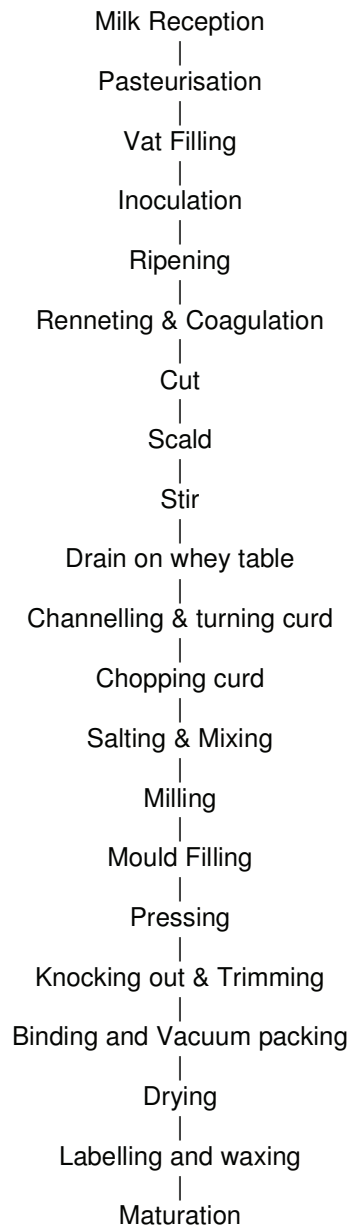 Milk Reception
Pasteurisation
Vat Filling
Inoculation
Ripening
Renneting & Coagulation
Cut
Scald
Stir
Drain on whey table
Channelling & turning curd
Chopping curd
Salting & Mixing
Milling
Mould Filling
Pressing
Knocking out & Trimming
Binding and Vacuum packing
Drying
Labelling and waxing
Maturation